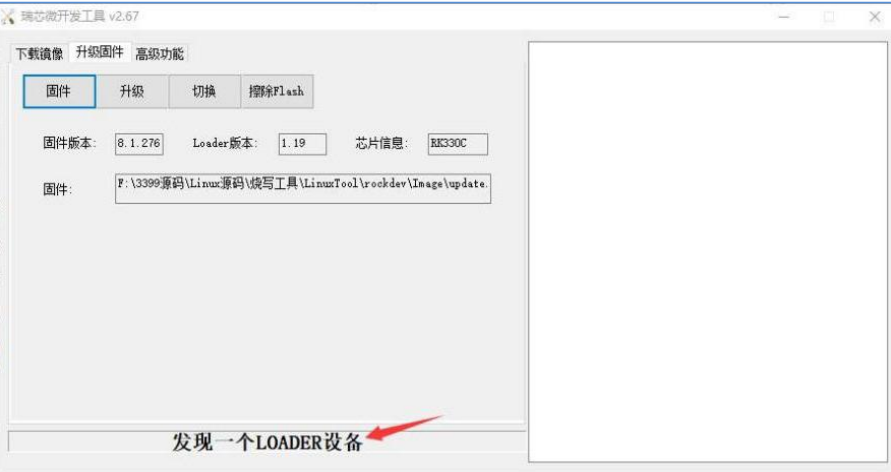 瑞芯微开发工具 v2.67
下载镜像 升级固件 高级功能
固件 升级 切换 擦除Flash
固件版本: 8.1.276 Loader版本: 1.19 芯片信息: RK330C
固件: F:\3399源码\Linux源码\烧写工具\LinuxTool\rockdev\Image\update.
发现一个LOADER设备